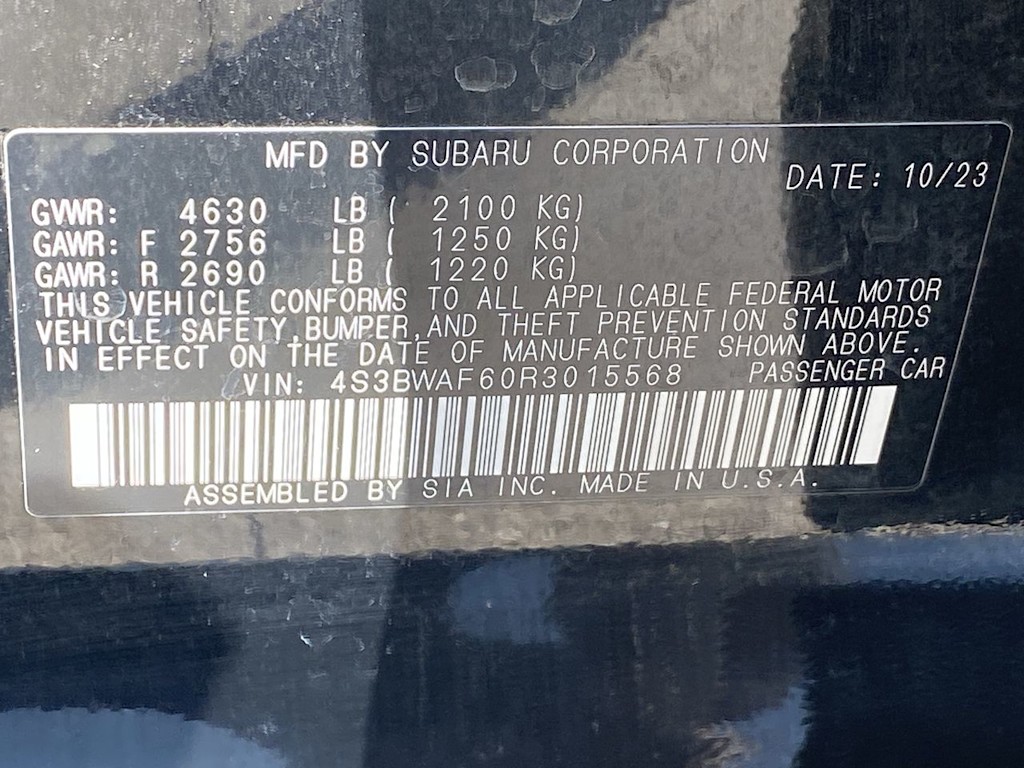 MFD BY SUBARU CORPORATION
DATE: 10/23
GVWR: 4630 LB ( 2100 KG)
GAWR: F 2756 LB ( 1250 KG)
GAWR: R 2690 LB ( 1220 KG)
THIS VEHICLE CONFORMS TO ALL APPLICABLE FEDERAL MOTOR
VEHICLE SAFETY,BUMPER,AND THEFT PREVENTION STANDARDS
IN EFFECT ON THE DATE OF MANUFACTURE SHOWN ABOVE.
VIN: 4S3BWAF60R3015568 PASSENGER CAR
ASSEMBLED BY SIA INC. MADE IN U.S.A.